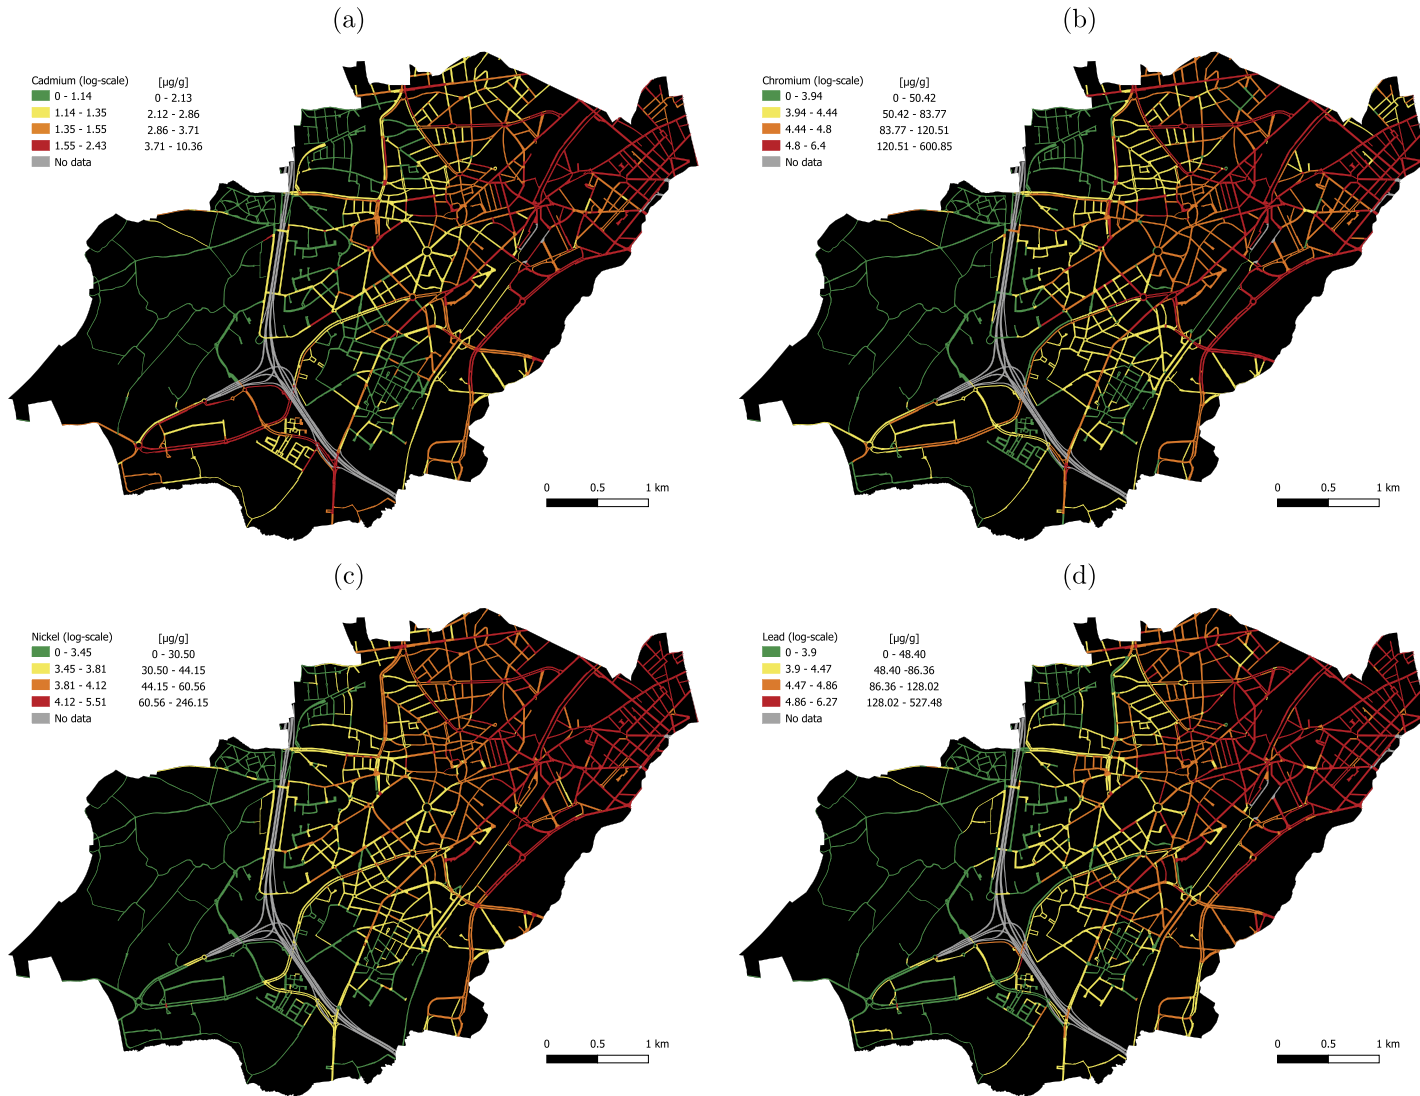 (a)
Cadmium (log-scale) [µg/g]
0 - 1.14 0 - 2.13
1.14 - 1.35 2.12 - 2.86
1.35 - 1.55 2.86 - 3.71
1.55 - 2.43 3.71 - 10.36
No data
0 0.5 1 km
(b)
Chromium (log-scale) [µg/g]
0 - 3.94 0 - 50.42
3.94 - 4.44 50.42 - 83.77
4.44 - 4.8 83.77 - 120.51
4.8 - 6.4 120.51 - 600.85
No data
0 0.5 1 km
(c)
Nickel (log-scale) [µg/g]
0 - 3.45 0 - 30.50
3.45 - 3.81 30.50 - 44.15
3.81 - 4.12 44.15 - 60.56
4.12 - 5.51 60.56 - 246.15
No data
0 0.5 1 km
(d)
Lead (log-scale) [µg/g]
0 - 3.9 0 - 48.40
3.9 - 4.47 48.40 -86.36
4.47 - 4.86 86.36 - 128.02
4.86 - 6.27 128.02 - 527.48
No data
0 0.5 1 km